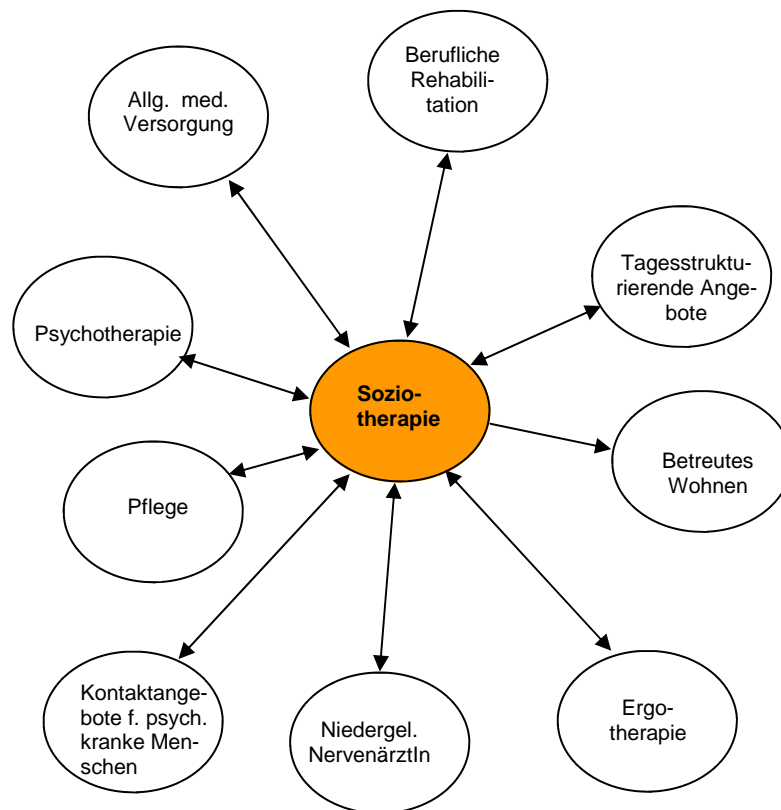 Berufliche
Rehabili-
tation
Allg. med.
Versorgung
Tagesstruktu-
rierende Ange-
bote
Psychotherapie
Sozio-
therapie
Betreutes
Wohnen
Pflege
Kontaktange-
bote f. psych.
kranke Men-
schen
Niedergel.
NervenärztIn
Ergo-
therapie